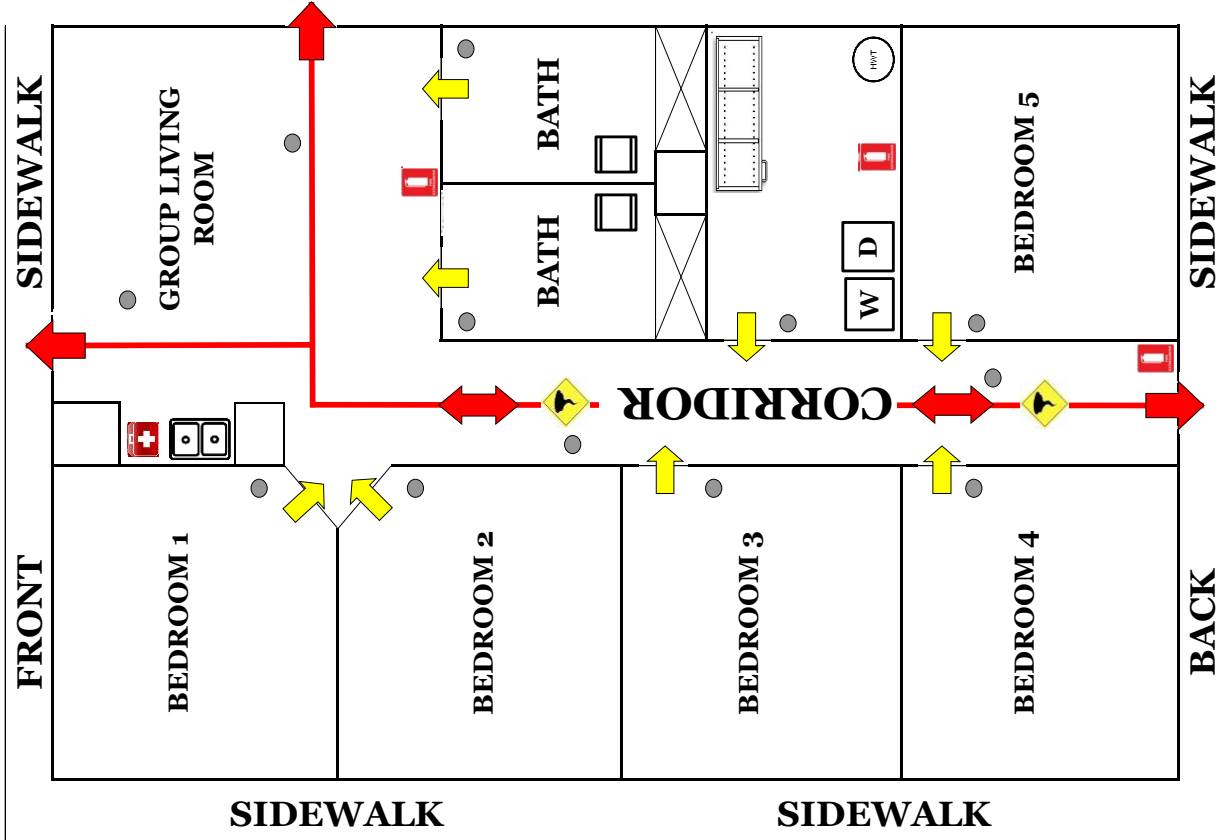 SIDEWALK
GROUP LIVING
ROOM
BATH
BATH
HWT
D
W
BEDROOM 5
SIDEWALK
CORRIDOR
FRONT
BEDROOM 1
BEDROOM 2
BEDROOM 3
BEDROOM 4
BACK
SIDEWALK
SIDEWALK